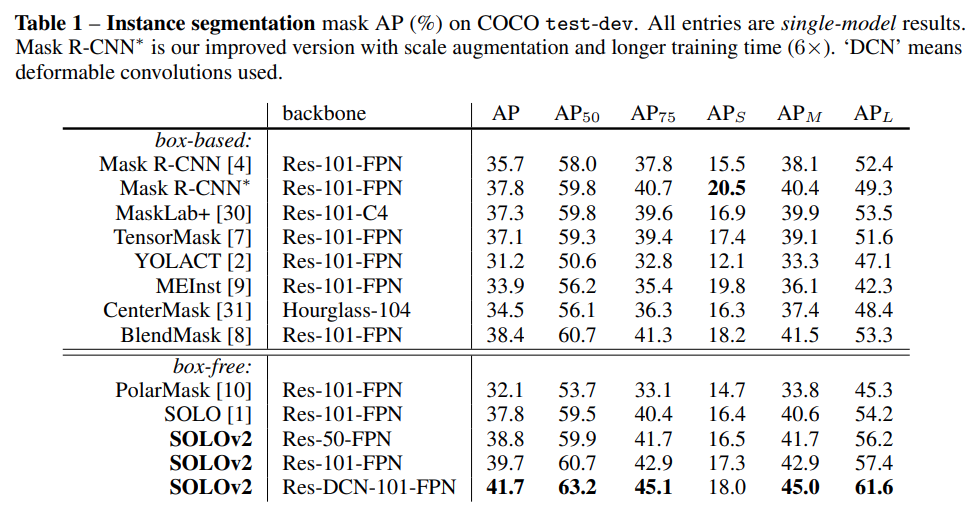 Table 1 – Instance segmentation mask AP (%) on COCO test-dev. All entries are single-model results.
Mask R-CNN* is our improved version with scale augmentation and longer training time (6×). ‘DCN’ means
deformable convolutions used.
backbone AP AP50 AP75 APS APM APL
box-based:
Mask R-CNN [4] Res-101-FPN 35.7 58.0 37.8 15.5 38.1 52.4
Mask R-CNN* Res-101-FPN 37.8 59.8 40.7 20.5 40.4 49.3
MaskLab+ [30] Res-101-C4 37.3 59.8 39.6 16.9 39.9 53.5
TensorMask [7] Res-101-FPN 37.1 59.3 39.4 17.4 39.1 51.6
YOLACT [2] Res-101-FPN 31.2 50.6 32.8 12.1 33.3 47.1
MEInst [9] Res-101-FPN 33.9 56.2 35.4 19.8 36.1 42.3
CenterMask [31] Hourglass-104 34.5 56.1 36.3 16.3 37.4 48.4
BlendMask [8] Res-101-FPN 38.4 60.7 41.3 18.2 41.5 53.3
box-free:
PolarMask [10] Res-101-FPN 32.1 53.7 33.1 14.7 33.8 45.3
SOLO [1] Res-101-FPN 37.8 59.5 40.4 16.4 40.6 54.2
SOLOv2 Res-50-FPN 38.8 59.9 41.7 16.5 41.7 56.2
SOLOv2 Res-101-FPN 39.7 60.7 42.9 17.3 42.9 57.4
SOLOv2 Res-DCN-101-FPN 41.7 63.2 45.1 18.0 45.0 61.6